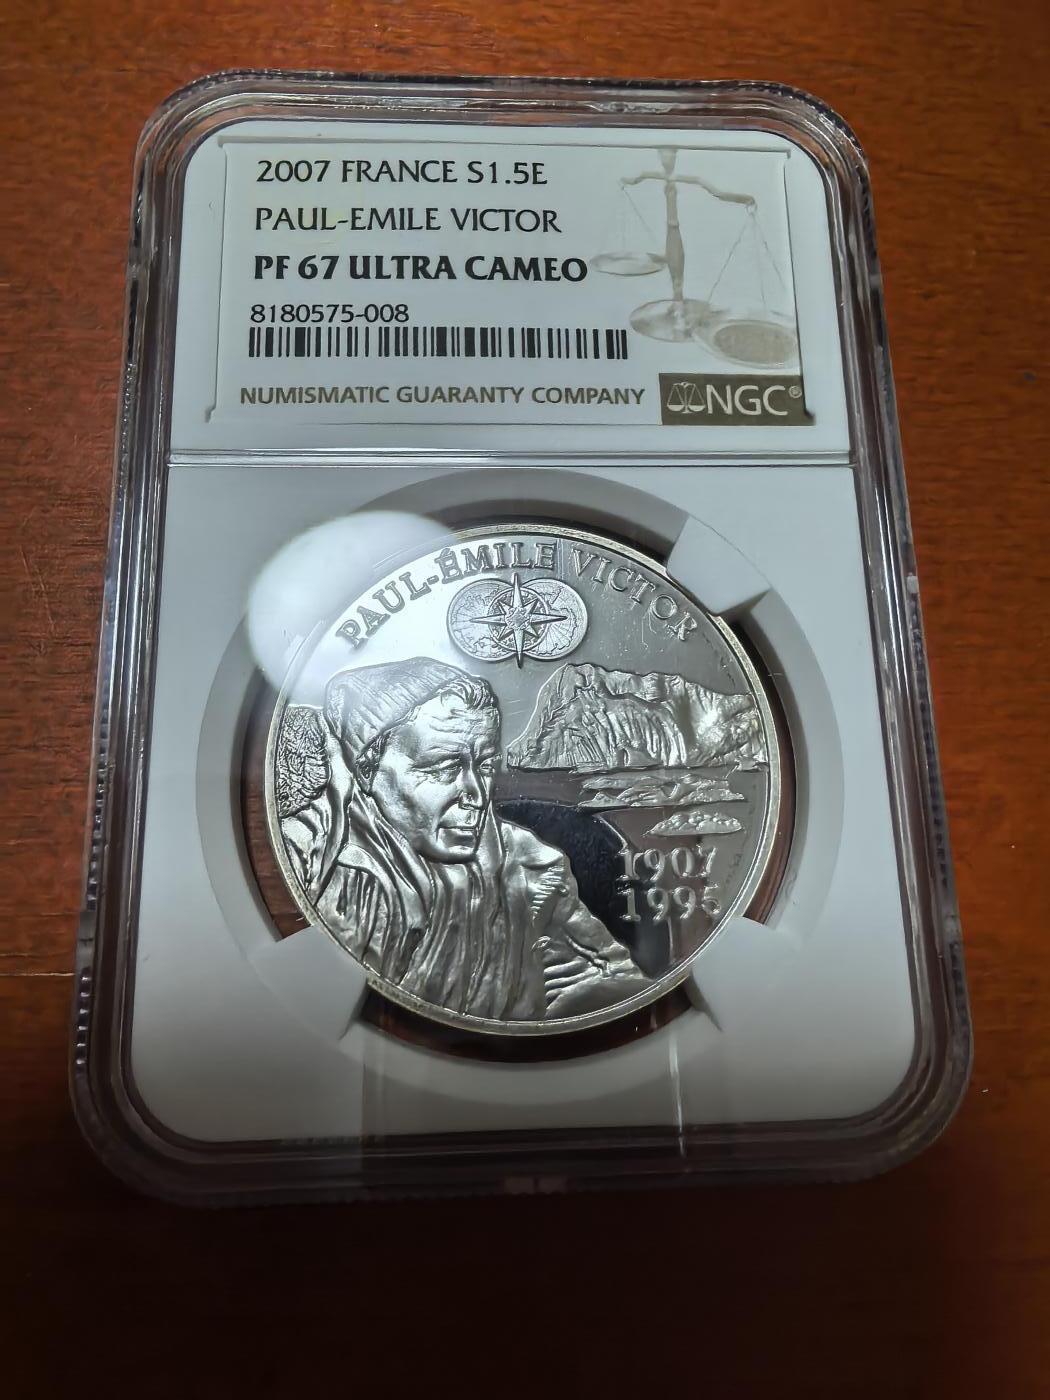 2007 FRANCE S1.5E
PAUL-EMILE VICTOR
PF 67 ULTRA CAMEO
8180575-008
NUMISMATIC GUARANTY COMPANY
NGC®
PAUL-ÉMILE VICTOR
1907
1995